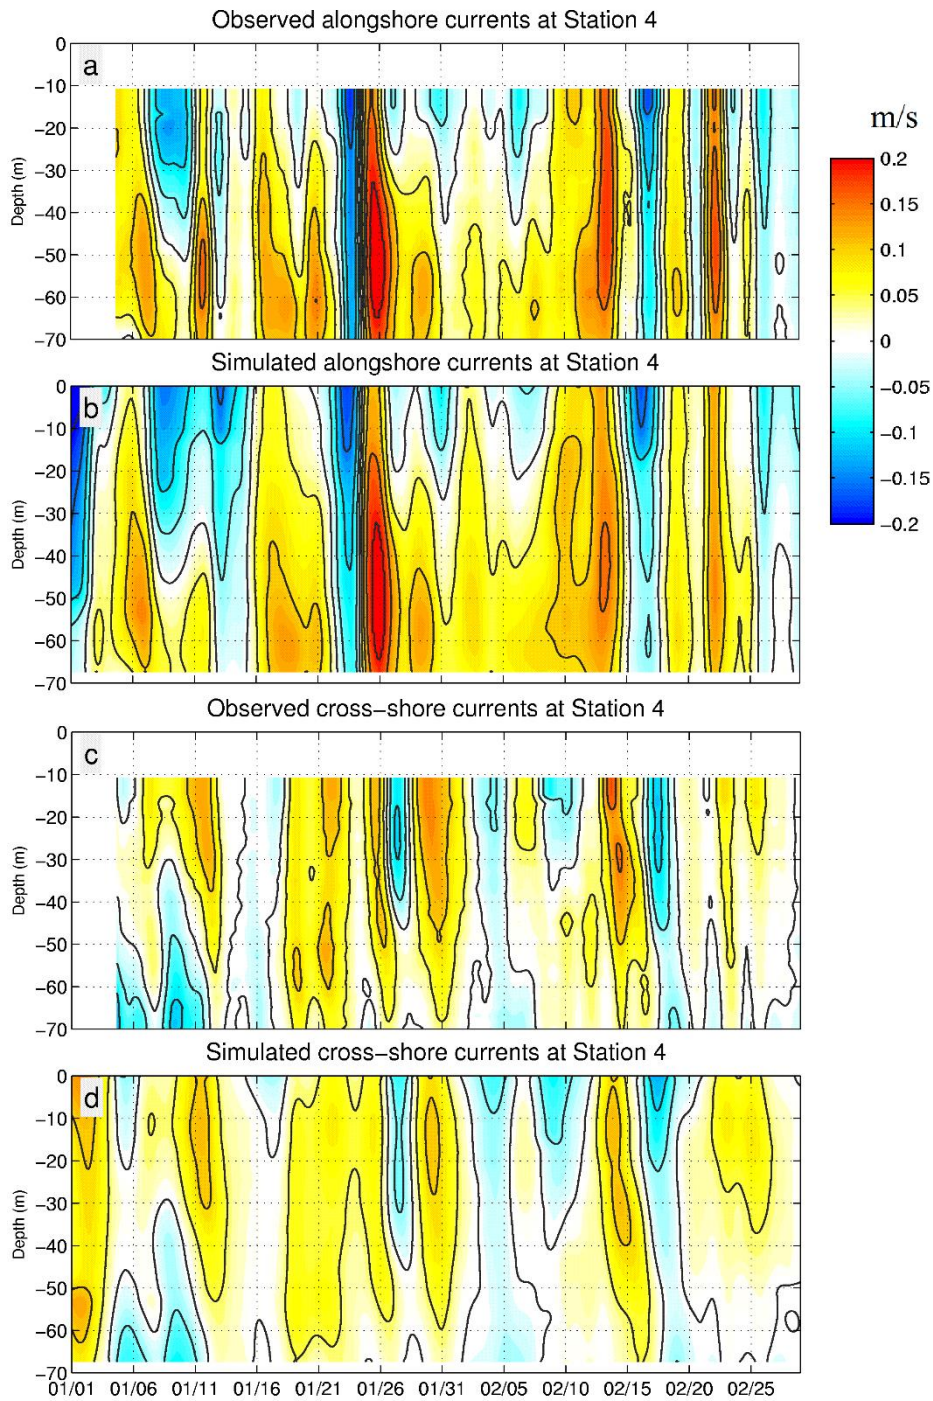 Observed alongshore currents at Station 4
a
0
−10
−20
−30
−40
−50
−60
−70
Depth (m)
m/s
0.2
0.15
0.1
0.05
0
−0.05
−0.1
−0.15
−0.2
Simulated alongshore currents at Station 4
b
0
−10
−20
−30
−40
−50
−60
−70
Depth (m)
Observed cross−shore currents at Station 4
c
0
−10
−20
−30
−40
−50
−60
−70
Depth (m)
Simulated cross−shore currents at Station 4
d
0
−10
−20
−30
−40
−50
−60
−70
Depth (m)
01/01 01/06 01/11 01/16 01/21 01/26 01/31 02/05 02/10 02/15 02/20 02/25